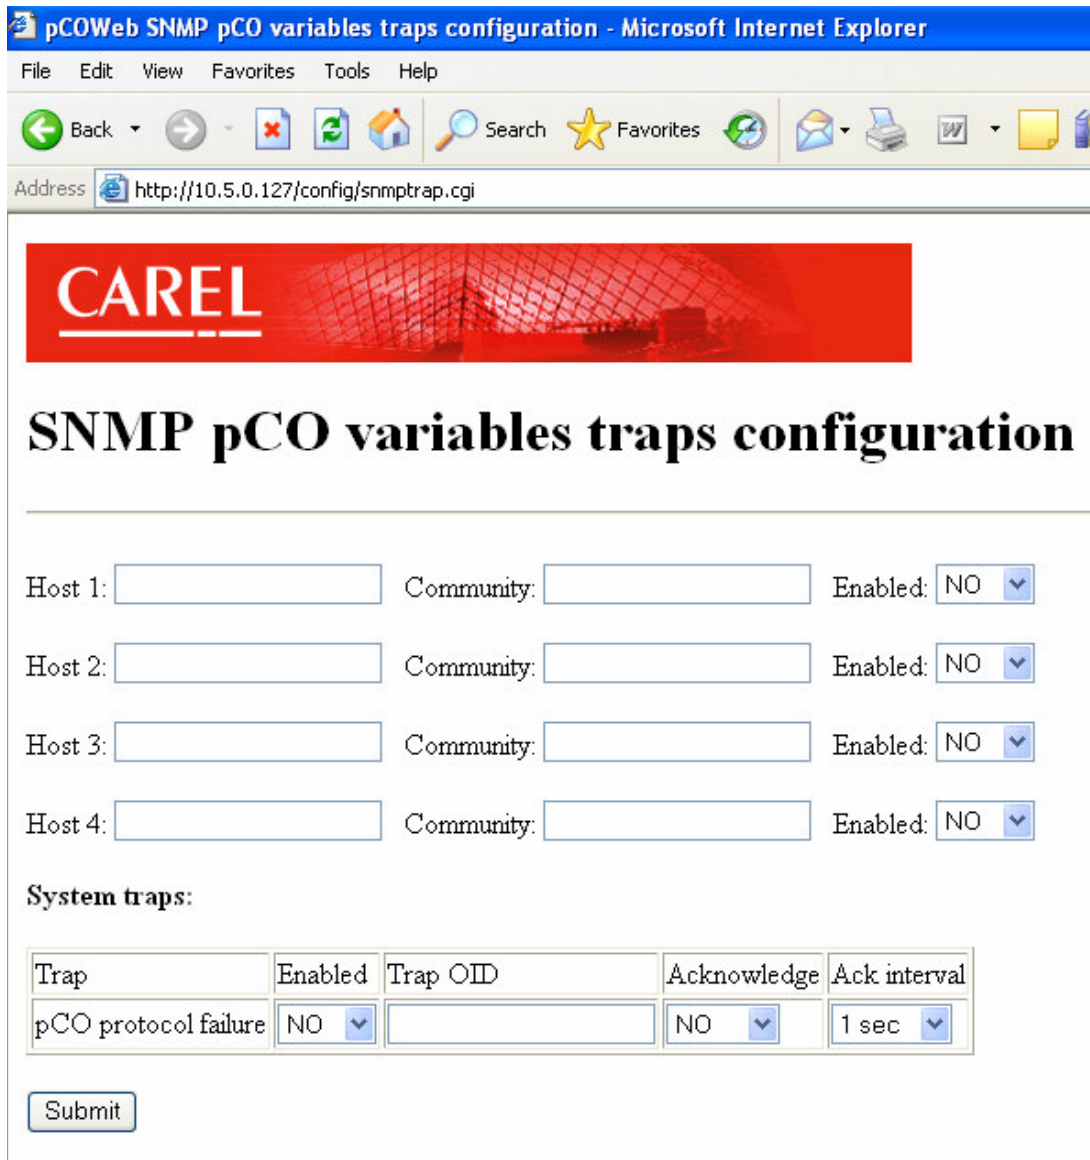 pCOWeb SNMP pCO variables traps configuration - Microsoft Internet Explorer
File Edit View Favorites Tools Help
Back Search Favorites
Address http://10.5.0.127/config/snmptrap.cgi
CAREL
SNMP pCO variables traps configuration
Host 1: Community: Enabled: NO
Host 2: Community: Enabled: NO
Host 3: Community: Enabled: NO
Host 4: Community: Enabled: NO
System traps:
Trap Enabled Trap OID Acknowledge Ack interval
pCO protocol failure NO NO 1 sec
Submit